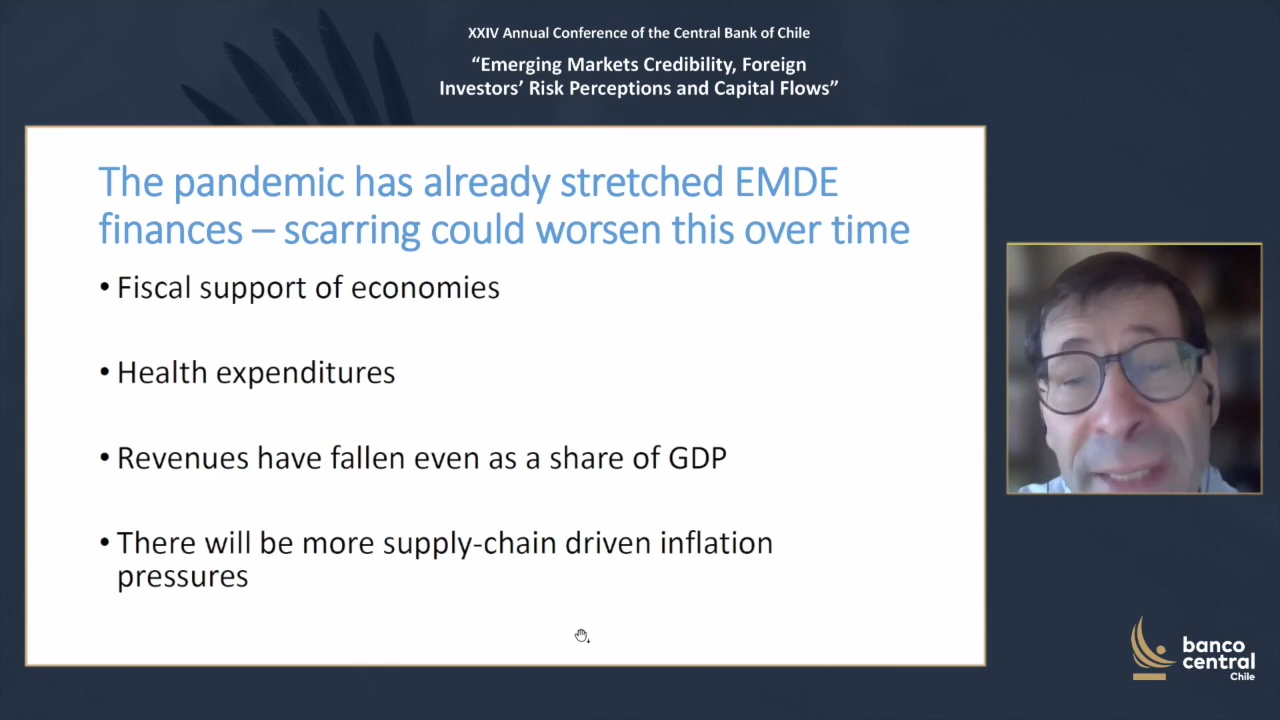 XXIV Annual Conference of the Central Bank of Chile
“Emerging Markets Credibility, Foreign
Investors’ Risk Perceptions and Capital Flows”
The pandemic has already stretched EMDE
finances – scarring could worsen this over time
• Fiscal support of economies
• Health expenditures
• Revenues have fallen even as a share of GDP
• There will be more supply-chain driven inflation
pressures
banco
central
Chile